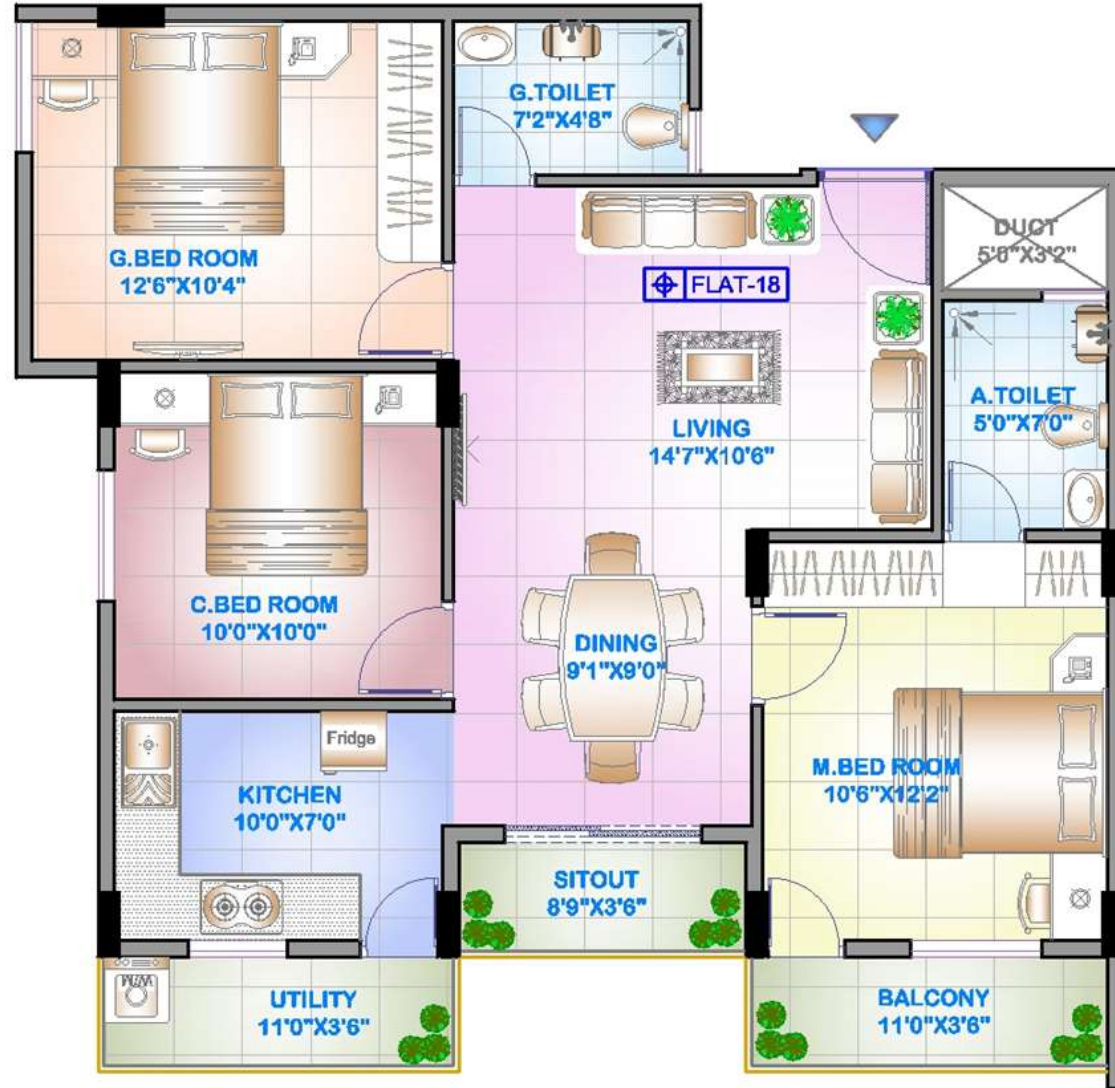 G.TOILET
7'2"X4'8"
G.BED ROOM
12'6"X10'4"
DUCT
5'0"X3'2"
FLAT-18
A.TOILET
5'0"X7'0"
LIVING
14'7"X10'6"
C.BED ROOM
10'0"X10'0"
DINING
9'1"X9'0"
Fridge
KITCHEN
10'0"X7'0"
M.BED ROOM
10'6"X12'2"
SITOUT
8'9"X3'6"
W/M
UTILITY
11'0"X3'6"
BALCONY
11'0"X3'6"